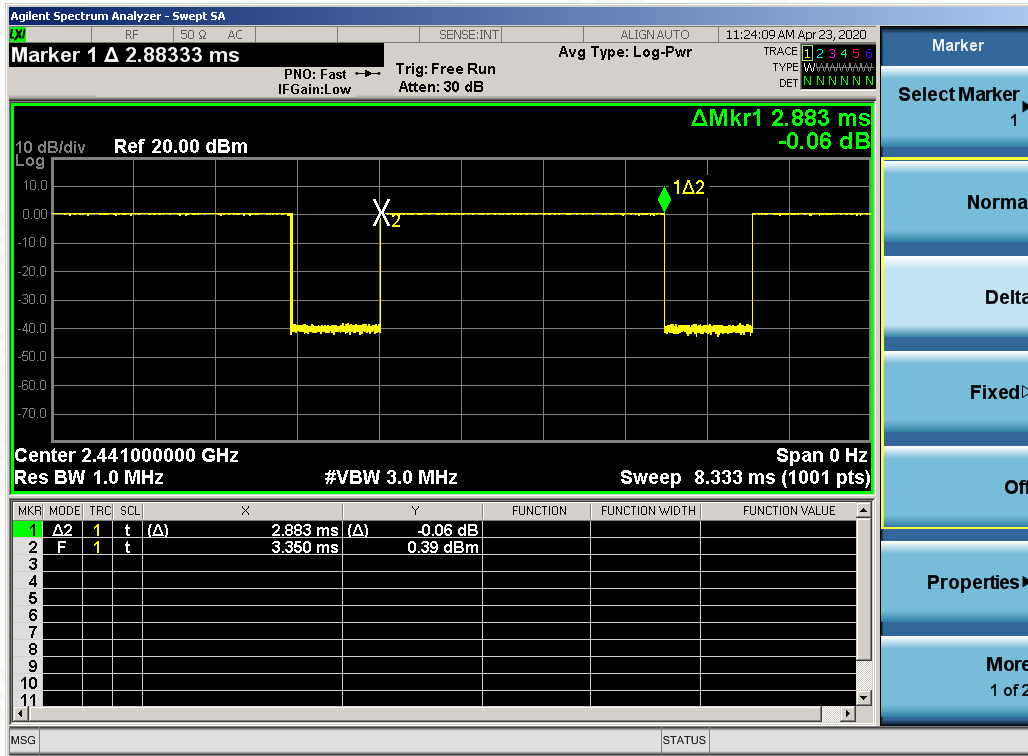 Agilent Spectrum Analyzer - Swept SA
LXI RF 50 Ω AC SENSE:INT ALIGN AUTO 11:24:09 AM Apr 23, 2020
Marker 1 Δ 2.88333 ms
PNO: Fast
IFGain:Low
Trig: Free Run
Atten: 30 dB
Avg Type: Log-Pwr
TRACE 1 2 3 4 5 6
TYPE WWWWWW
DET N N N N N N
ΔMkr1 2.883 ms
-0.06 dB
10 dB/div Ref 20.00 dBm
Log
10.0
0.00
-10.0
-20.0
-30.0
-40.0
-50.0
-60.0
-70.0
X2
1Δ2
Center 2.441000000 GHz Span 0 Hz
Res BW 1.0 MHz #VBW 3.0 MHz Sweep 8.333 ms (1001 pts)
MKR MODE TRC SCL X Y FUNCTION FUNCTION WIDTH FUNCTION VALUE
1 Δ2 1 t (Δ) 2.883 ms (Δ) -0.06 dB
2 F 1 t 3.350 ms 0.39 dBm
3
4
5
6
7
8
9
10
11
MSG STATUS
Marker
Select Marker
1
Norma
Delta
Fixed
Off
Properties
More
1 of 2